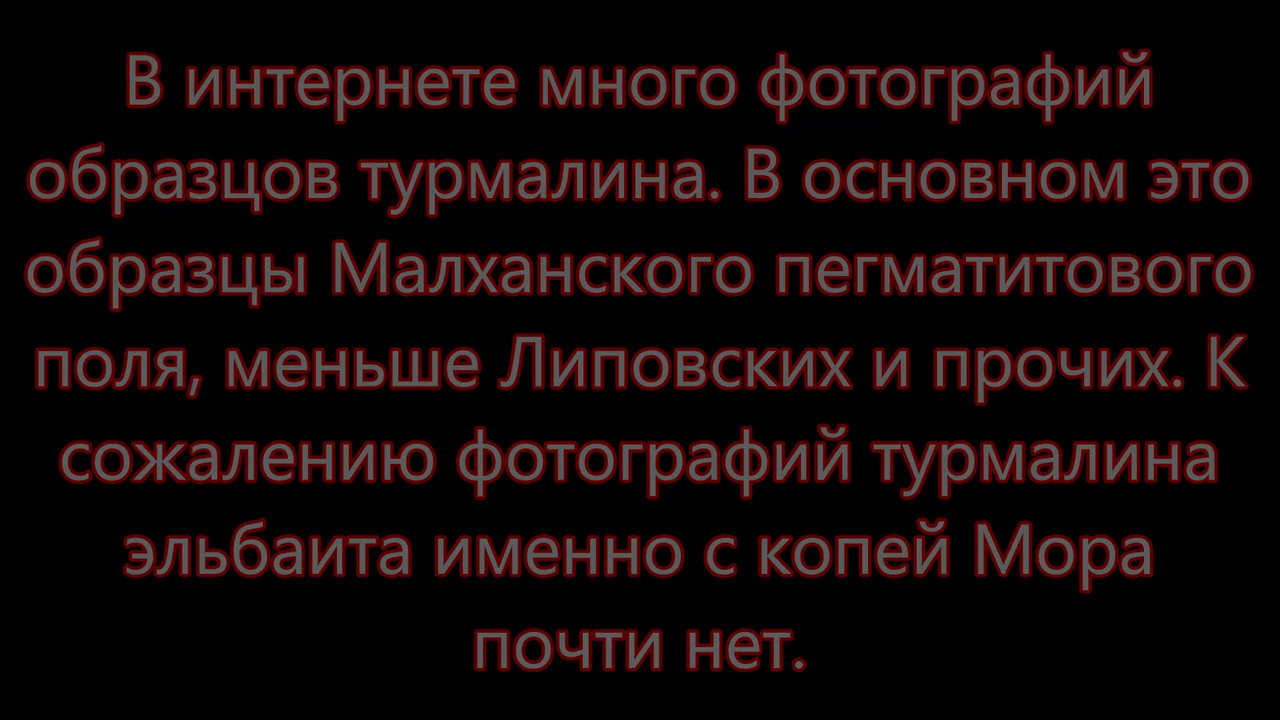 В интернете много фотографий
образцов турмалина. В основном это
образцы Малханского пегматитового
поля, меньше Липовских и прочих. К
сожалению фотографий турмалина
эльбаита именно с копей Мора
почти нет.